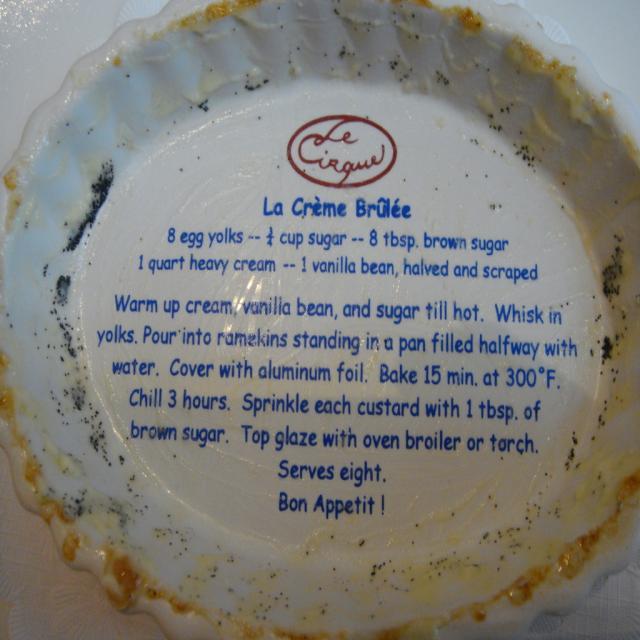 Le
Cirque
La Crème Brûlée
8 egg yolks -- ¾ cup sugar -- 8 tbsp. brown sugar
1 quart heavy cream -- 1 vanilla bean, halved and scraped
Warm up cream, vanilla bean, and sugar till hot. Whisk in
yolks. Pour into ramekins standing in a pan filled halfway with
water. Cover with aluminum foil. Bake 15 min. at 300°F.
Chill 3 hours. Sprinkle each custard with 1 tbsp. of
brown sugar. Top glaze with oven broiler or torch.
Serves eight.
Bon Appetit !